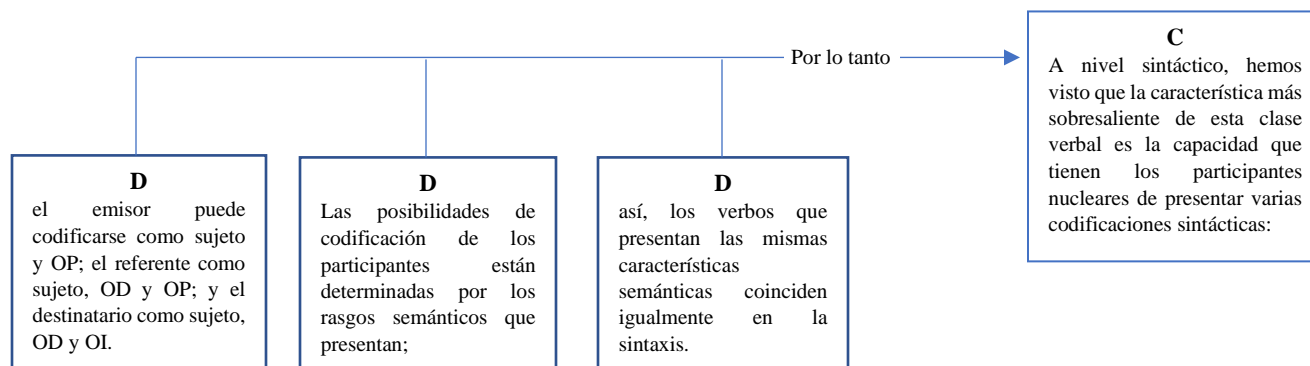 Por lo tanto
C
A nivel sintáctico, hemos
visto que la característica más
sobresaliente de esta clase
verbal es la capacidad que
tienen los participantes
nucleares de presentar varias
codificaciones sintácticas:
D
el emisor puede
codificarse como sujeto
y OP; el referente como
sujeto, OD y OP; y el
destinatario como sujeto,
OD y OI.
D
Las posibilidades de
codificación de los
participantes están
determinadas por los
rasgos semánticos que
presentan;
D
así, los verbos que
presentan las mismas
características
semánticas coinciden
igualmente en la
sintaxis.